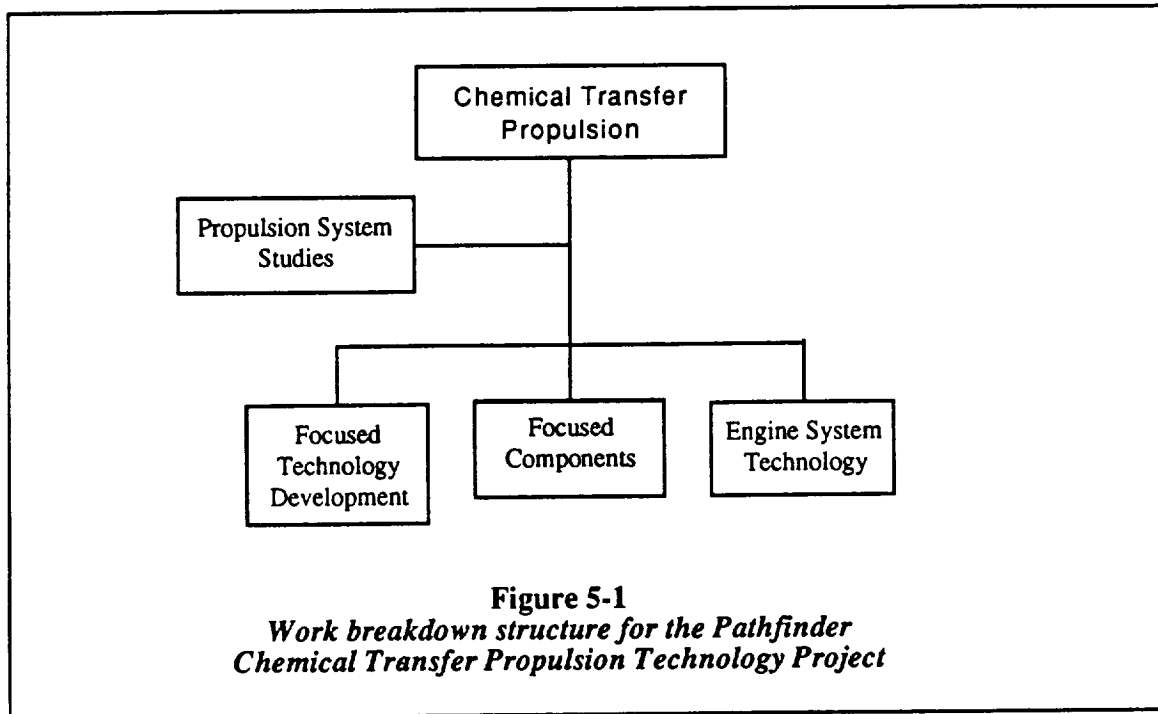 Chemical Transfer
Propulsion
Propulsion System
Studies
Focused
Technology
Development
Focused
Components
Engine System
Technology
Figure 5-1
Work breakdown structure for the Pathfinder
Chemical Transfer Propulsion Technology Project